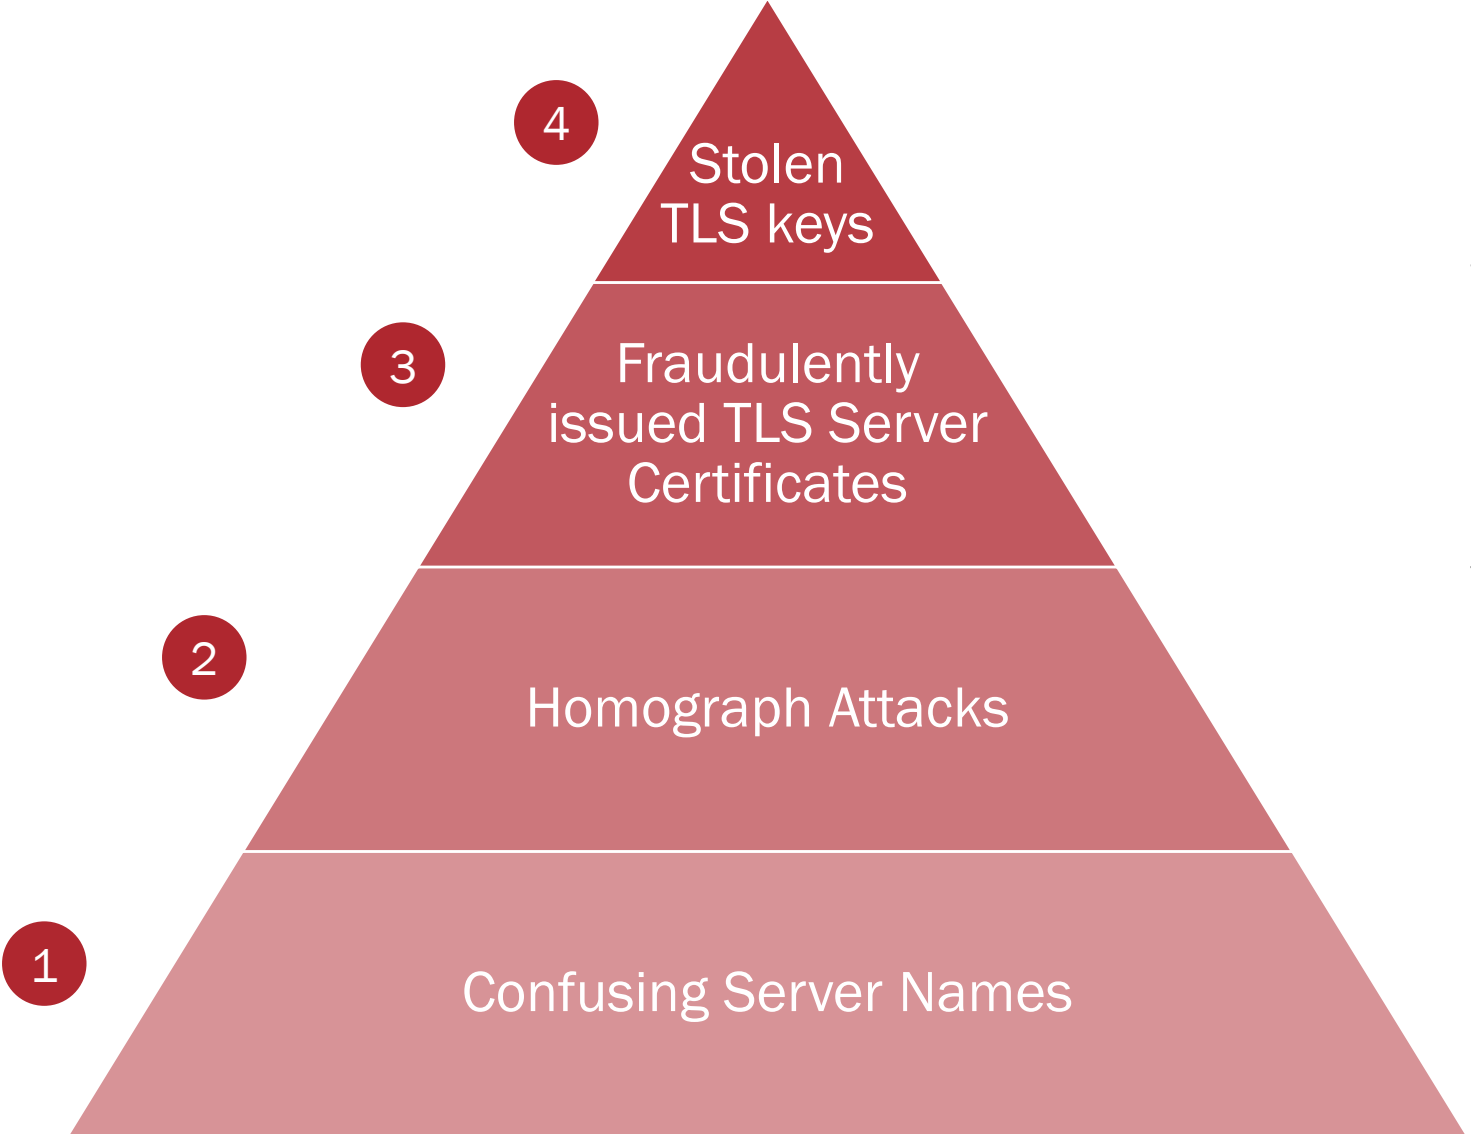 4
Stolen
TLS keys
3
Fraudulently
issued TLS Server
Certificates
2
Homograph Attacks
1
Confusing Server Names